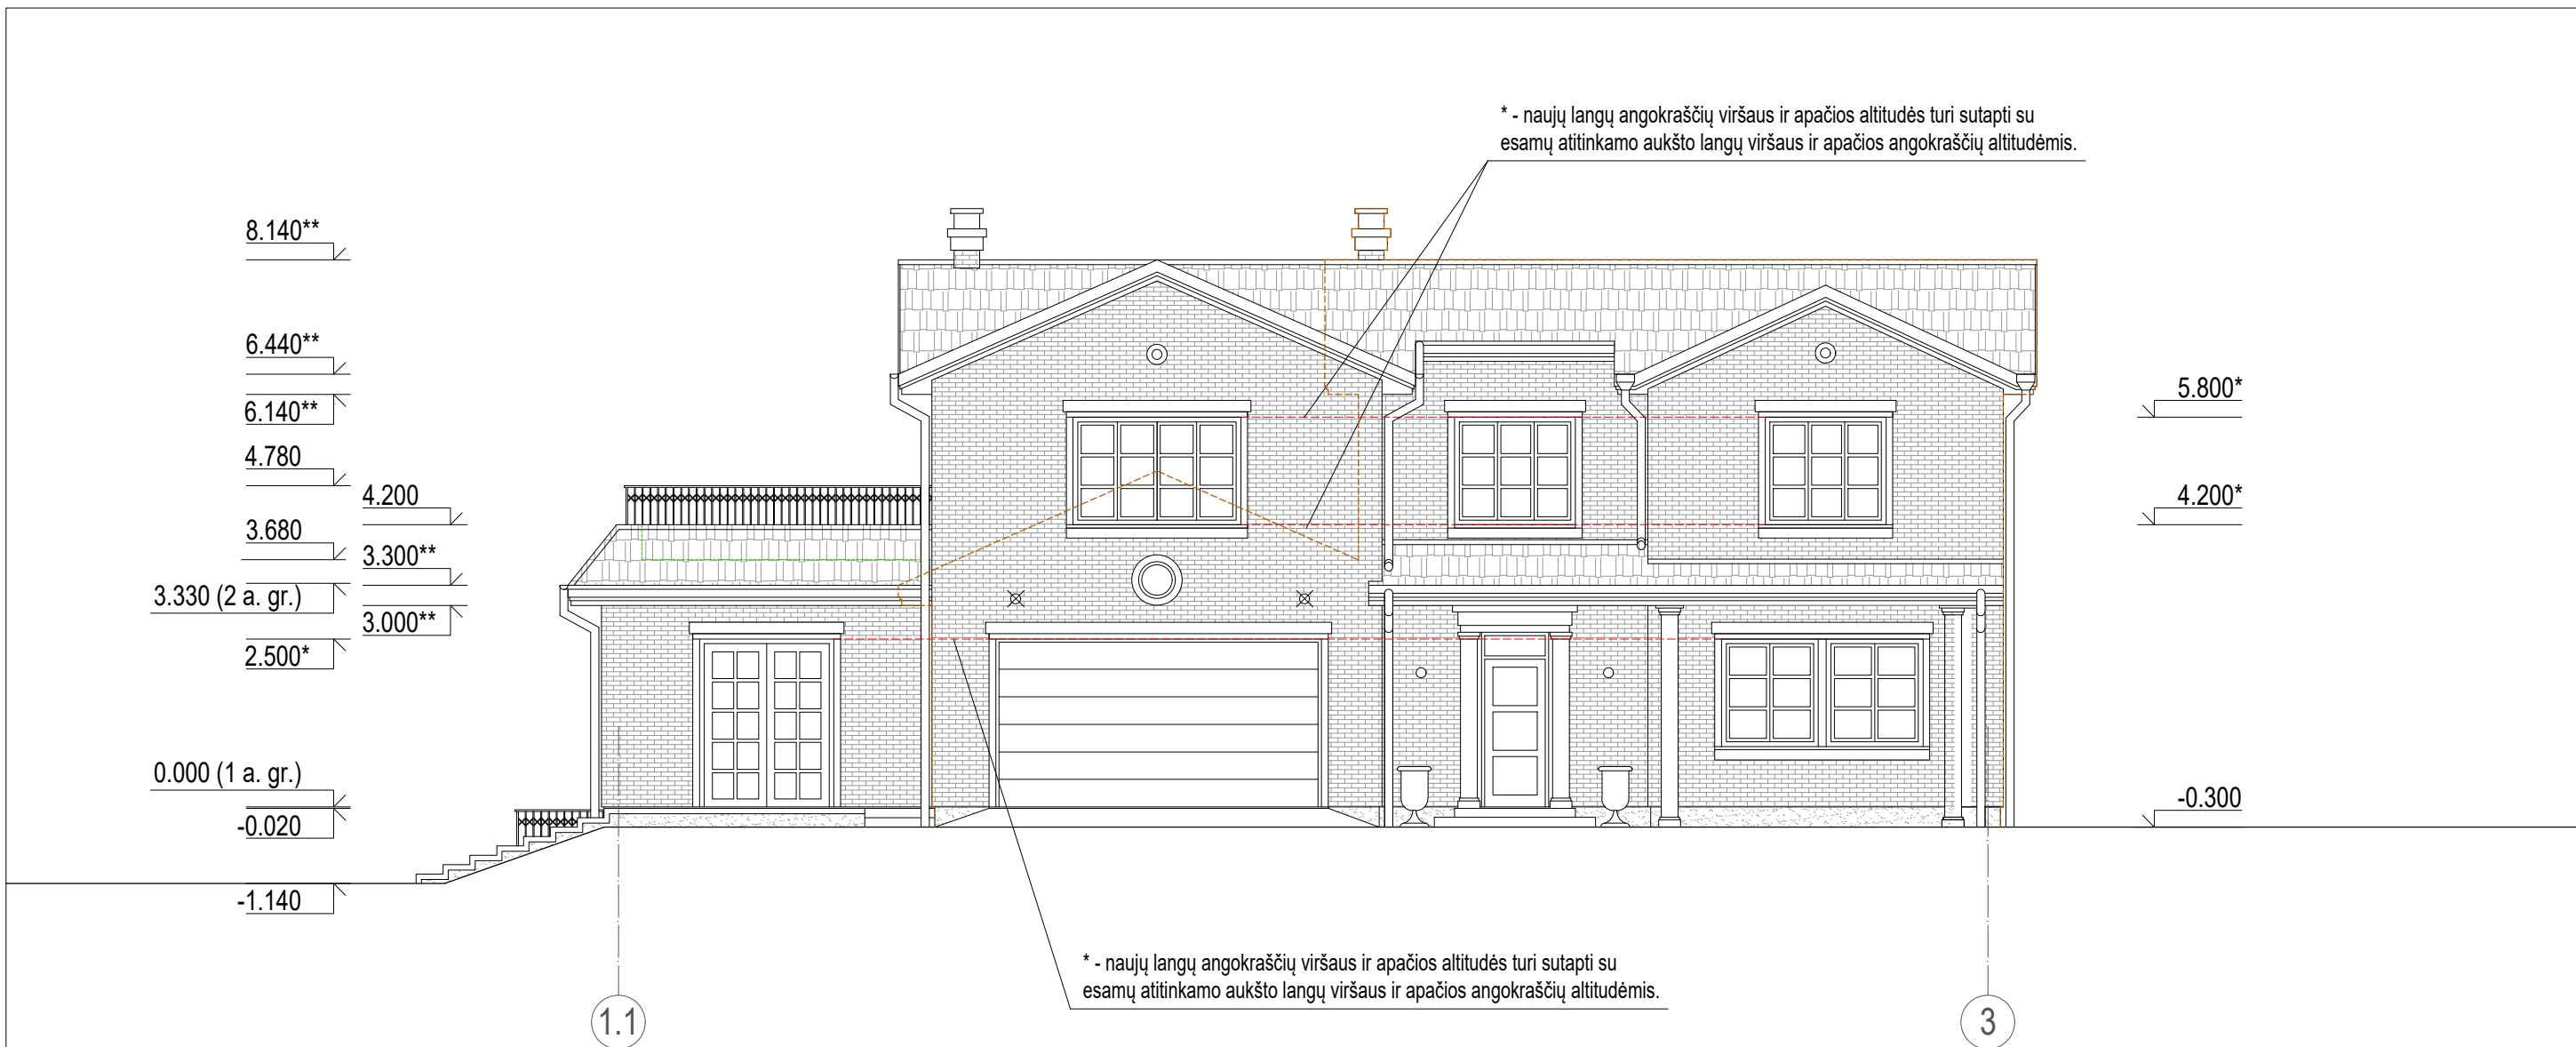 * - naujų langų angokraščių viršaus ir apačios altitudės turi sutapti su
esamų atitinkamo aukšto langų viršaus ir apačios angokraščių altitudėmis.
8.140**
6.440**
6.140**
4.780
4.200
3.680
3.300**
3.330 (2 a. gr.)
3.000**
2.500*
0.000 (1 a. gr.)
-0.020
-1.140
5.800*
4.200*
-0.300
* - naujų langų angokraščių viršaus ir apačios altitudės turi sutapti su
esamų atitinkamo aukšto langų viršaus ir apačios angokraščių altitudėmis.
1.1
3